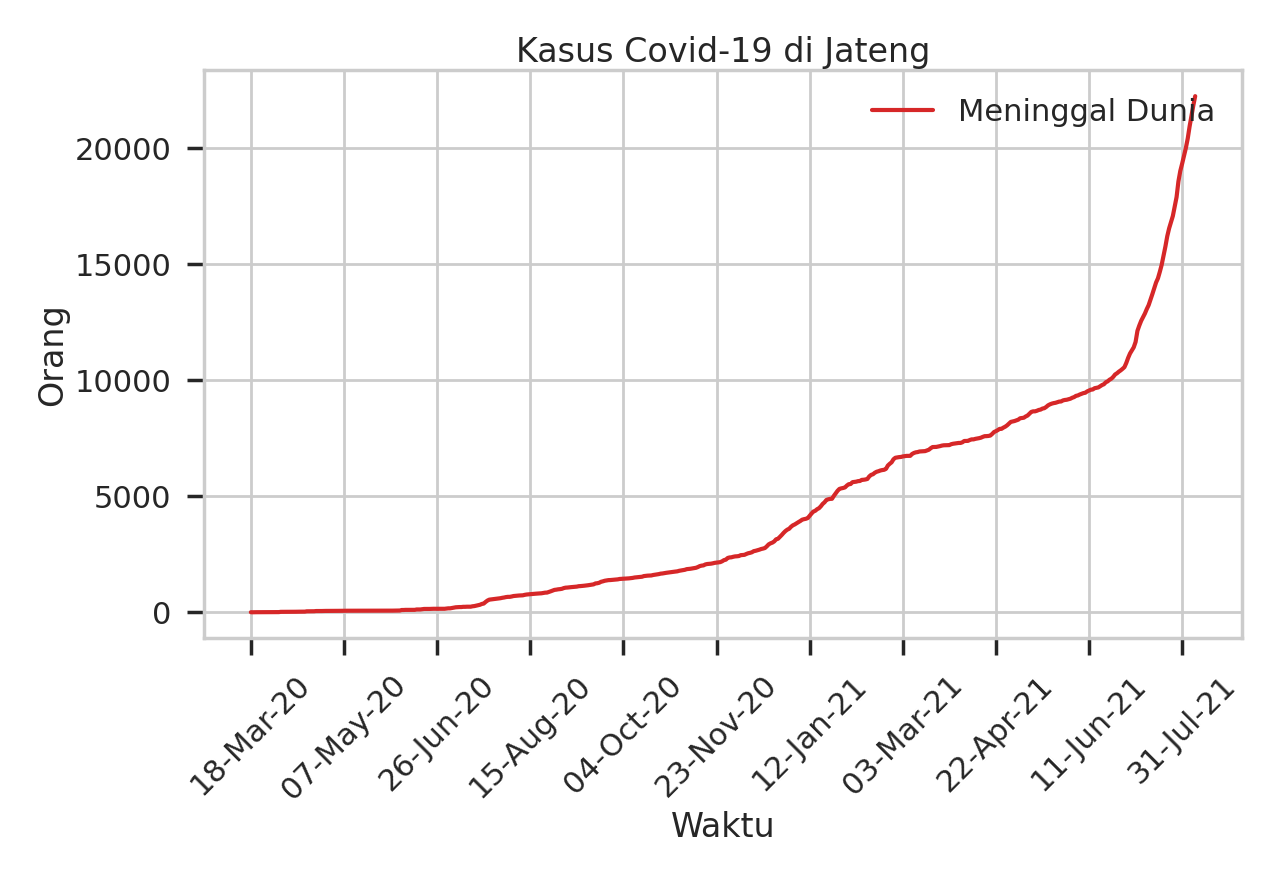 Kasus Covid-19 di Jateng
Meninggal Dunia
Orang
20000
15000
10000
5000
0
18-Mar-20
07-May-20
26-Jun-20
15-Aug-20
04-Oct-20
23-Nov-20
12-Jan-21
03-Mar-21
22-Apr-21
11-Jun-21
31-Jul-21
Waktu